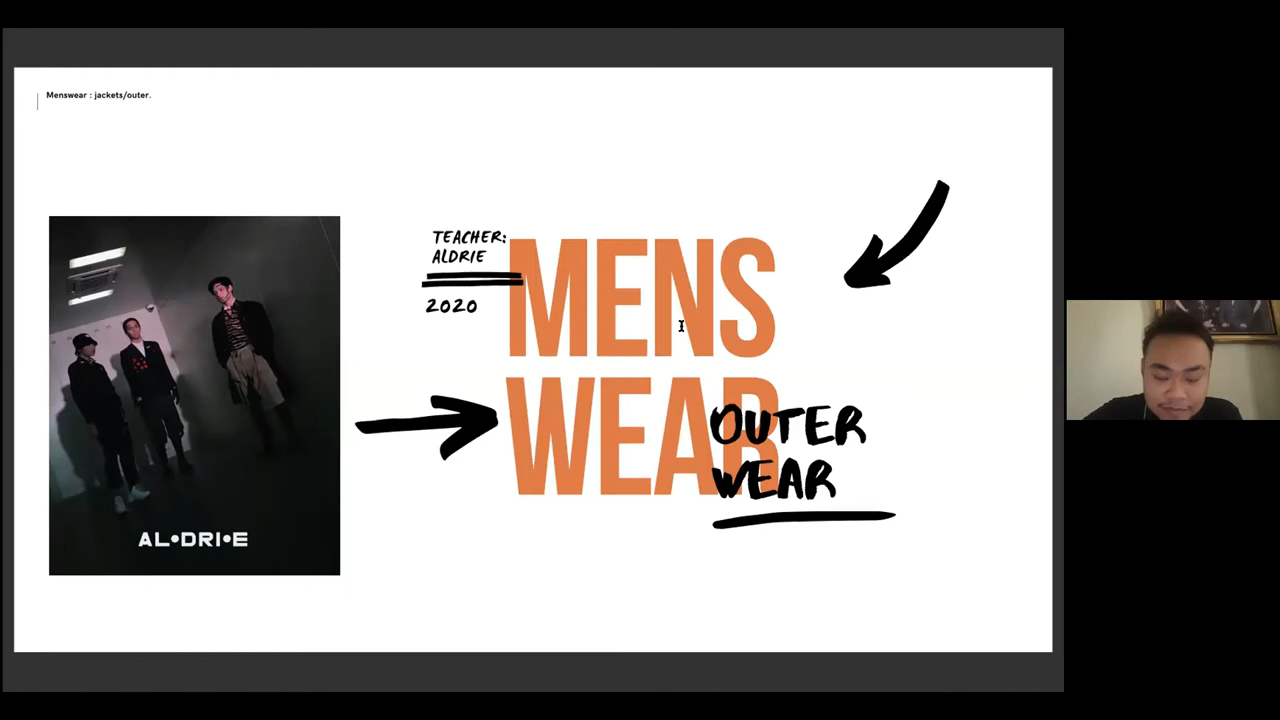 Menswear : jackets/outer.
TEACHER:
ALDRIE
2020
MENS
WEAR
OUTER
WEAR
AL•DRI•E